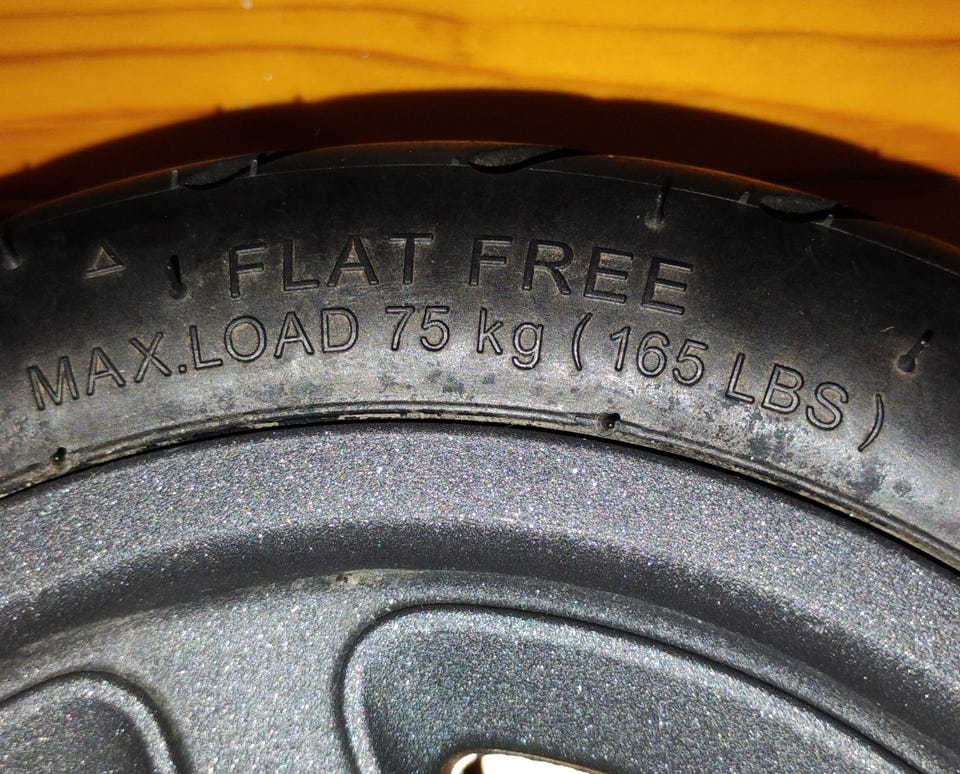 FLAT FREE
MAX.LOAD 75 kg (165 LBS)